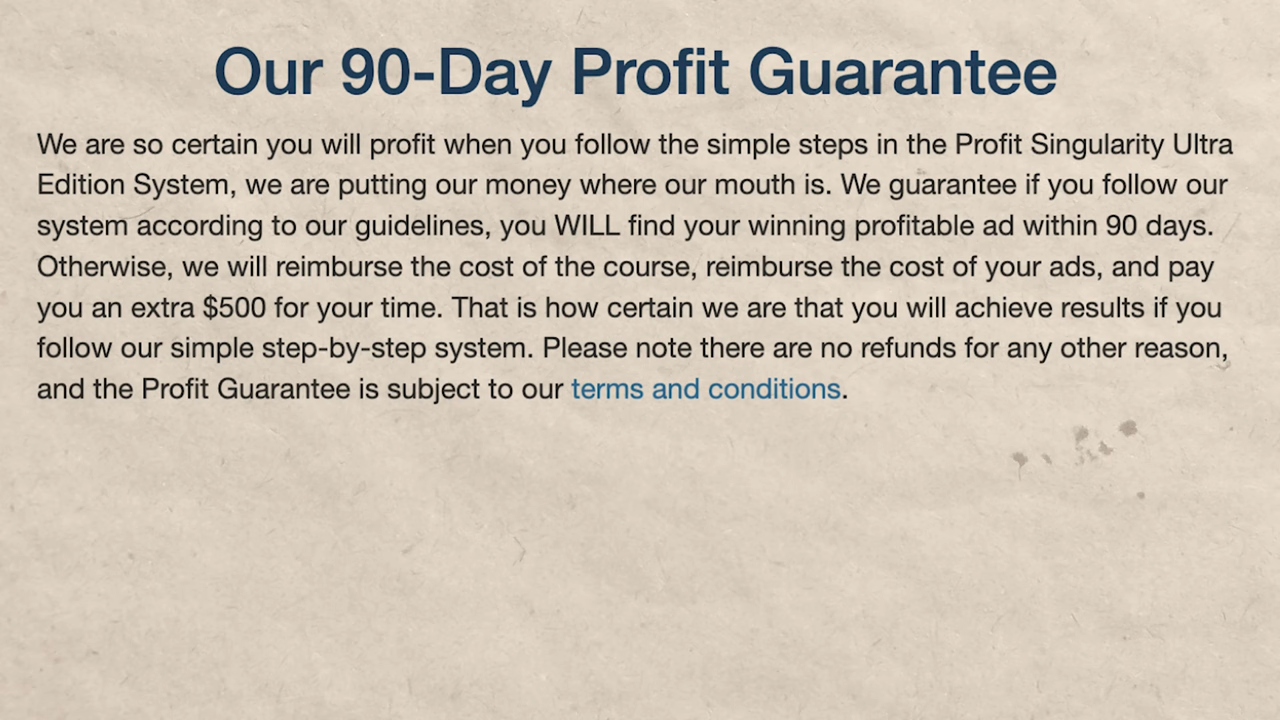 Our 90-Day Profit Guarantee
We are so certain you will profit when you follow the simple steps in the Profit Singularity Ultra
Edition System, we are putting our money where our mouth is. We guarantee if you follow our
system according to our guidelines, you WILL find your winning profitable ad within 90 days.
Otherwise, we will reimburse the cost of the course, reimburse the cost of your ads, and pay
you an extra $500 for your time. That is how certain we are that you will achieve results if you
follow our simple step-by-step system. Please note there are no refunds for any other reason,
and the Profit Guarantee is subject to our terms and conditions.